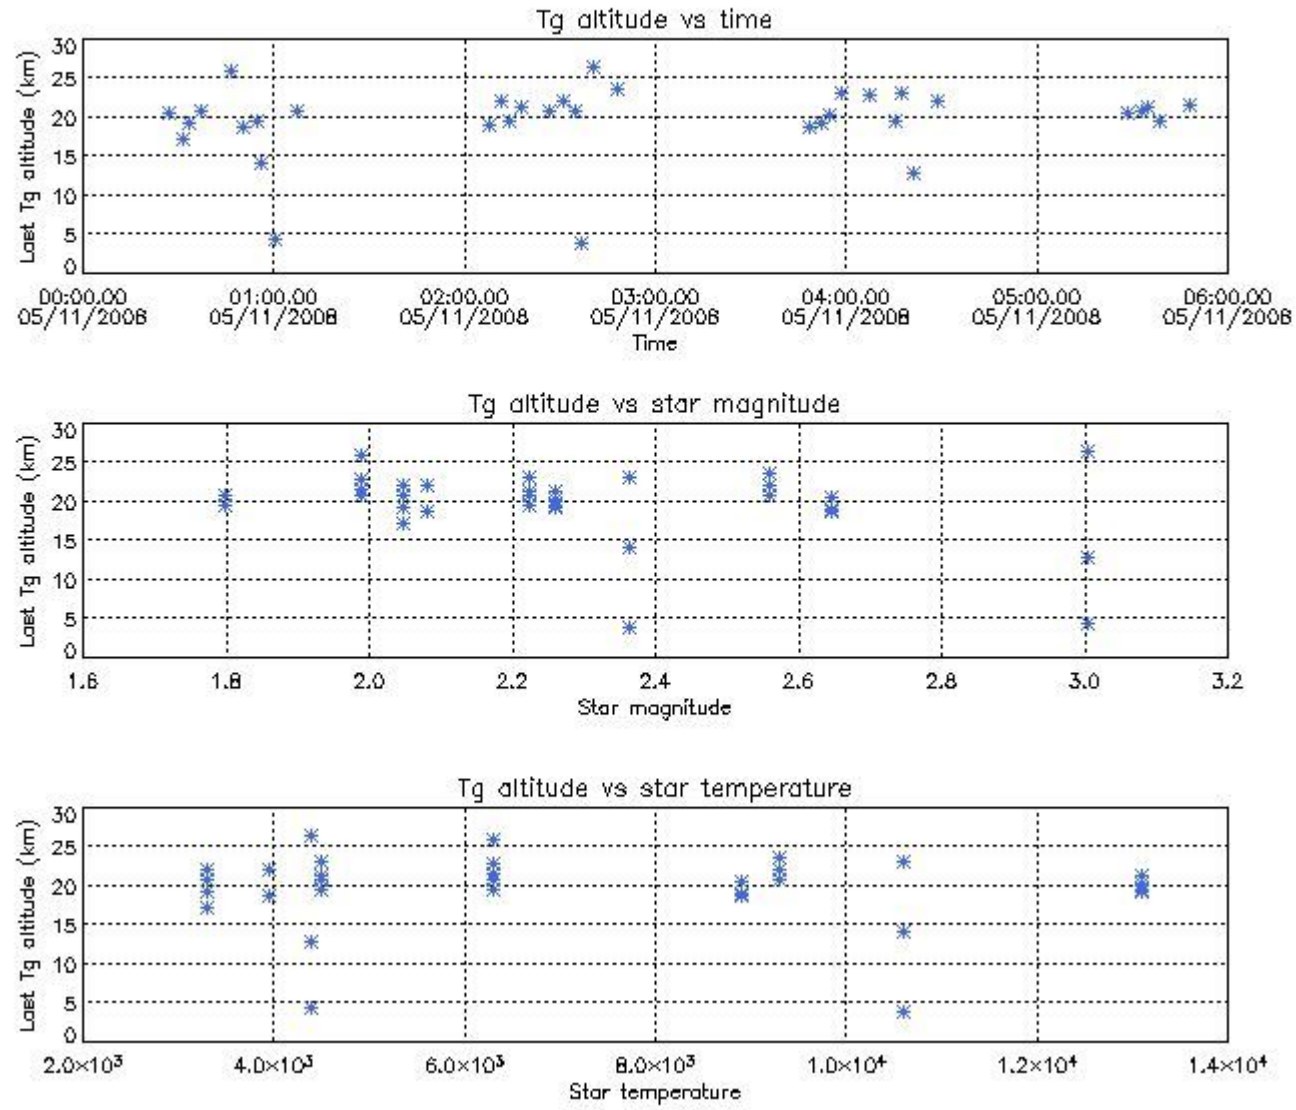 Tg altitude vs time
Last Tg altitude (km)
30
25
20
15
10
5
0
00:00.00 01:00.00 02:00.00 03:00.00 04:00.00 05:00.00 06:00.00
05/11/2008 05/11/2008 05/11/2008 05/11/2008 05/11/2008 05/11/2008 05/11/2008
Time
Tg altitude vs star magnitude
Last Tg altitude (km)
30
25
20
15
10
5
0
1.6 1.8 2.0 2.2 2.4 2.6 2.8 3.0 3.2
Star magnitude
Tg altitude vs star temperature
Last Tg altitude (km)
30
25
20
15
10
5
0
2.0×10³ 4.0×10³ 6.0×10³ 8.0×10³ 1.0×10⁴ 1.2×10⁴ 1.4×10⁴
Star temperature